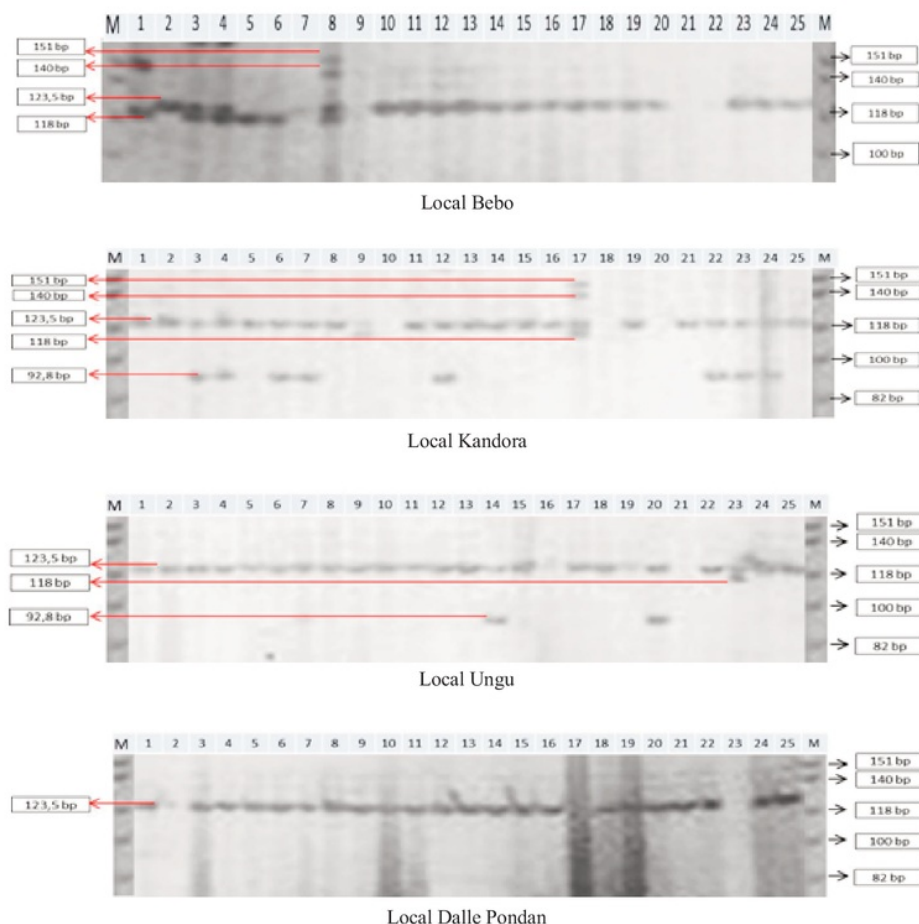 M 1 2 3 4 5 6 7 8 9 10 11 12 13 14 15 16 17 18 19 20 21 22 23 24 25 M
151 bp
140 bp
123,5 bp
118 bp
151 bp
140 bp
118 bp
100 bp
Local Bebo
M 1 2 3 4 5 6 7 8 9 10 11 12 13 14 15 16 17 18 19 20 21 22 23 24 25 M
151 bp
140 bp
123,5 bp
118 bp
92,8 bp
151 bp
140 bp
118 bp
100 bp
82 bp
Local Kandora
M 1 2 3 4 5 6 7 8 9 10 11 12 13 14 15 16 17 18 19 20 21 22 23 24 25 M
123,5 bp
118 bp
92,8 bp
151 bp
140 bp
118 bp
100 bp
82 bp
Local Ungu
M 1 2 3 4 5 6 7 8 9 10 11 12 13 14 15 16 17 18 19 20 21 22 23 24 25 M
123,5 bp
151 bp
140 bp
118 bp
100 bp
82 bp
Local Dalle Pondan